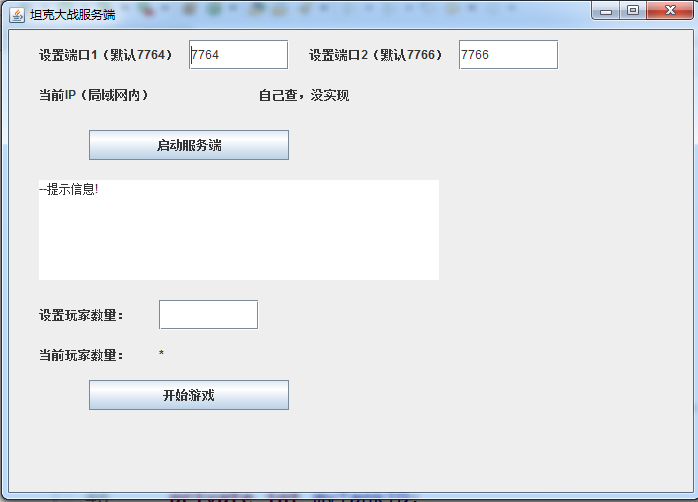 坦克大战服务端
设置端口1（默认7764） 7764 设置端口2（默认7766） 7766
当前IP（局域网内） 自己查，没实现
启动服务端
--提示信息!
设置玩家数量：
当前玩家数量： *
开始游戏